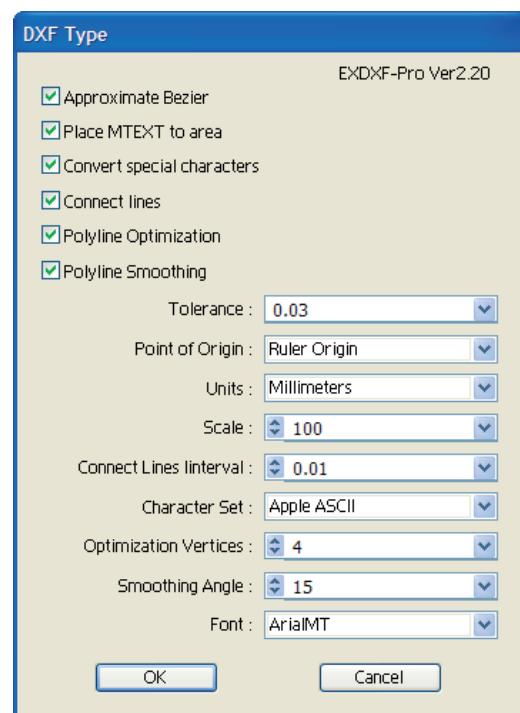 DXF Type
EXDXF-Pro Ver2.20
Approximate Bezier
Place MTEXT to area
Convert special characters
Connect lines
Polyline Optimization
Polyline Smoothing
Tolerance : 0.03
Point of Origin : Ruler Origin
Units : Millimeters
Scale : 100
Connect Lines Iinterval : 0.01
Character Set : Apple ASCII
Optimization Vertices : 4
Smoothing Angle : 15
Font : ArialMT
OK Cancel